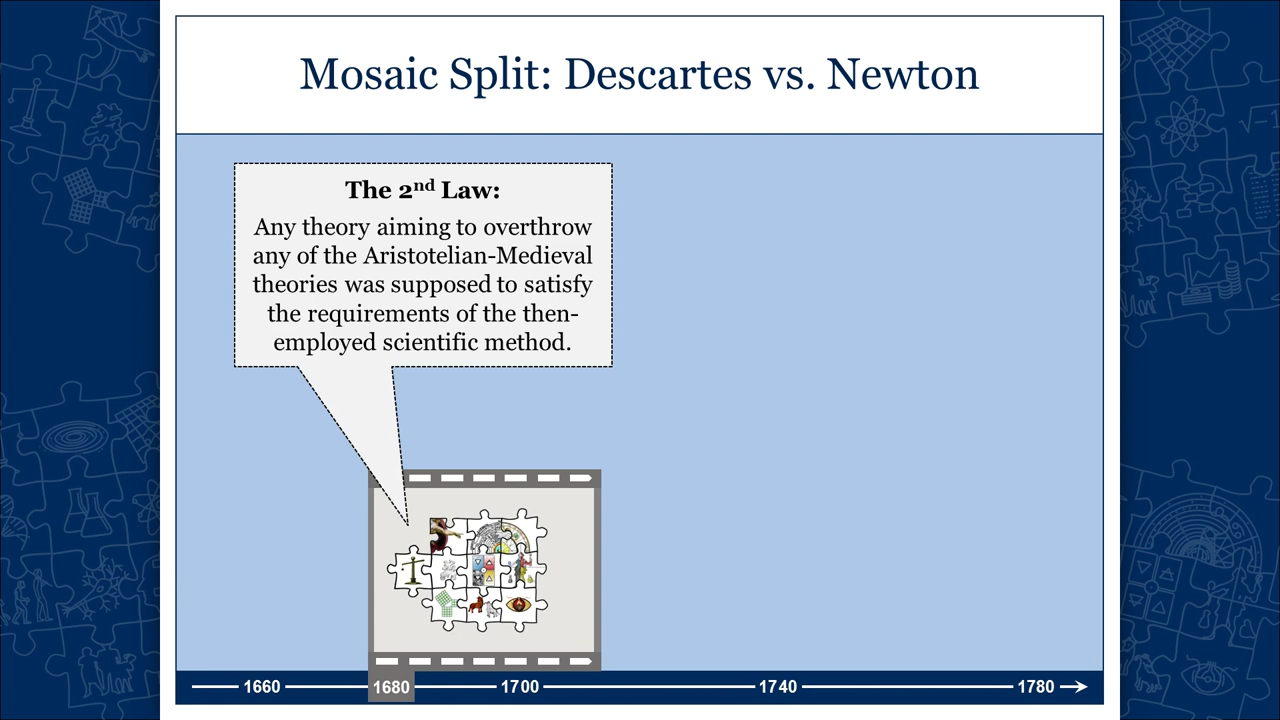 Mosaic Split: Descartes vs. Newton
The 2nd Law:
Any theory aiming to overthrow
any of the Aristotelian-Medieval
theories was supposed to satisfy
the requirements of the then-
employed scientific method.
1660 1680 1700 1740 1780
√-1